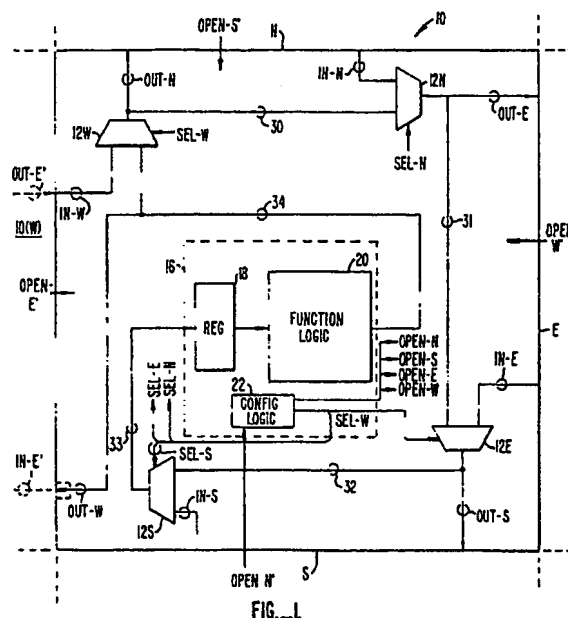 OPEN-S'
N
10
OUT-N
IN-N
12N
30
OUT-E
12W
SEL-W
SEL-N
OUT-E'
IN-W
10(W)
34
31
OPEN
W'
16
18
20
OPEN-
E'
REG
FUNCTION
LOGIC
E
OPEN-N
OPEN-S
OPEN-E
OPEN-W
IN-E
SEL-E
SEL-N
22
CONFIG
LOGIC
SEL-W
33
12E
IN-E'
SEL-S
32
OUT-W
IN-S
12S
OUT-S
OPEN N'
S